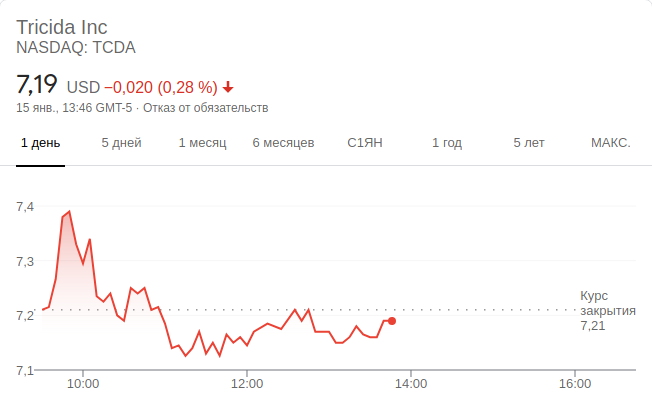 Tricida Inc
NASDAQ: TCDA
7,19 USD −0,020 (0,28 %) ↓
15 янв., 13:46 GMT-5 · Отказ от обязательств
1 день 5 дней 1 месяц 6 месяцев С1ЯН 1 год 5 лет МАКС.
7,4
7,3
7,2
7,1
Курс
закрытия
7,21
10:00 12:00 14:00 16:00